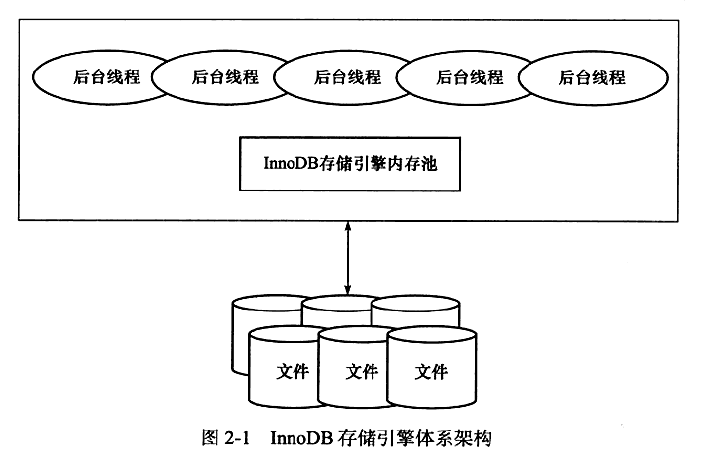 后台线程 后台线程 后台线程 后台线程 后台线程
InnoDB存储引擎内存池
文件 文件 文件
图 2-1 InnoDB 存储引擎体系架构